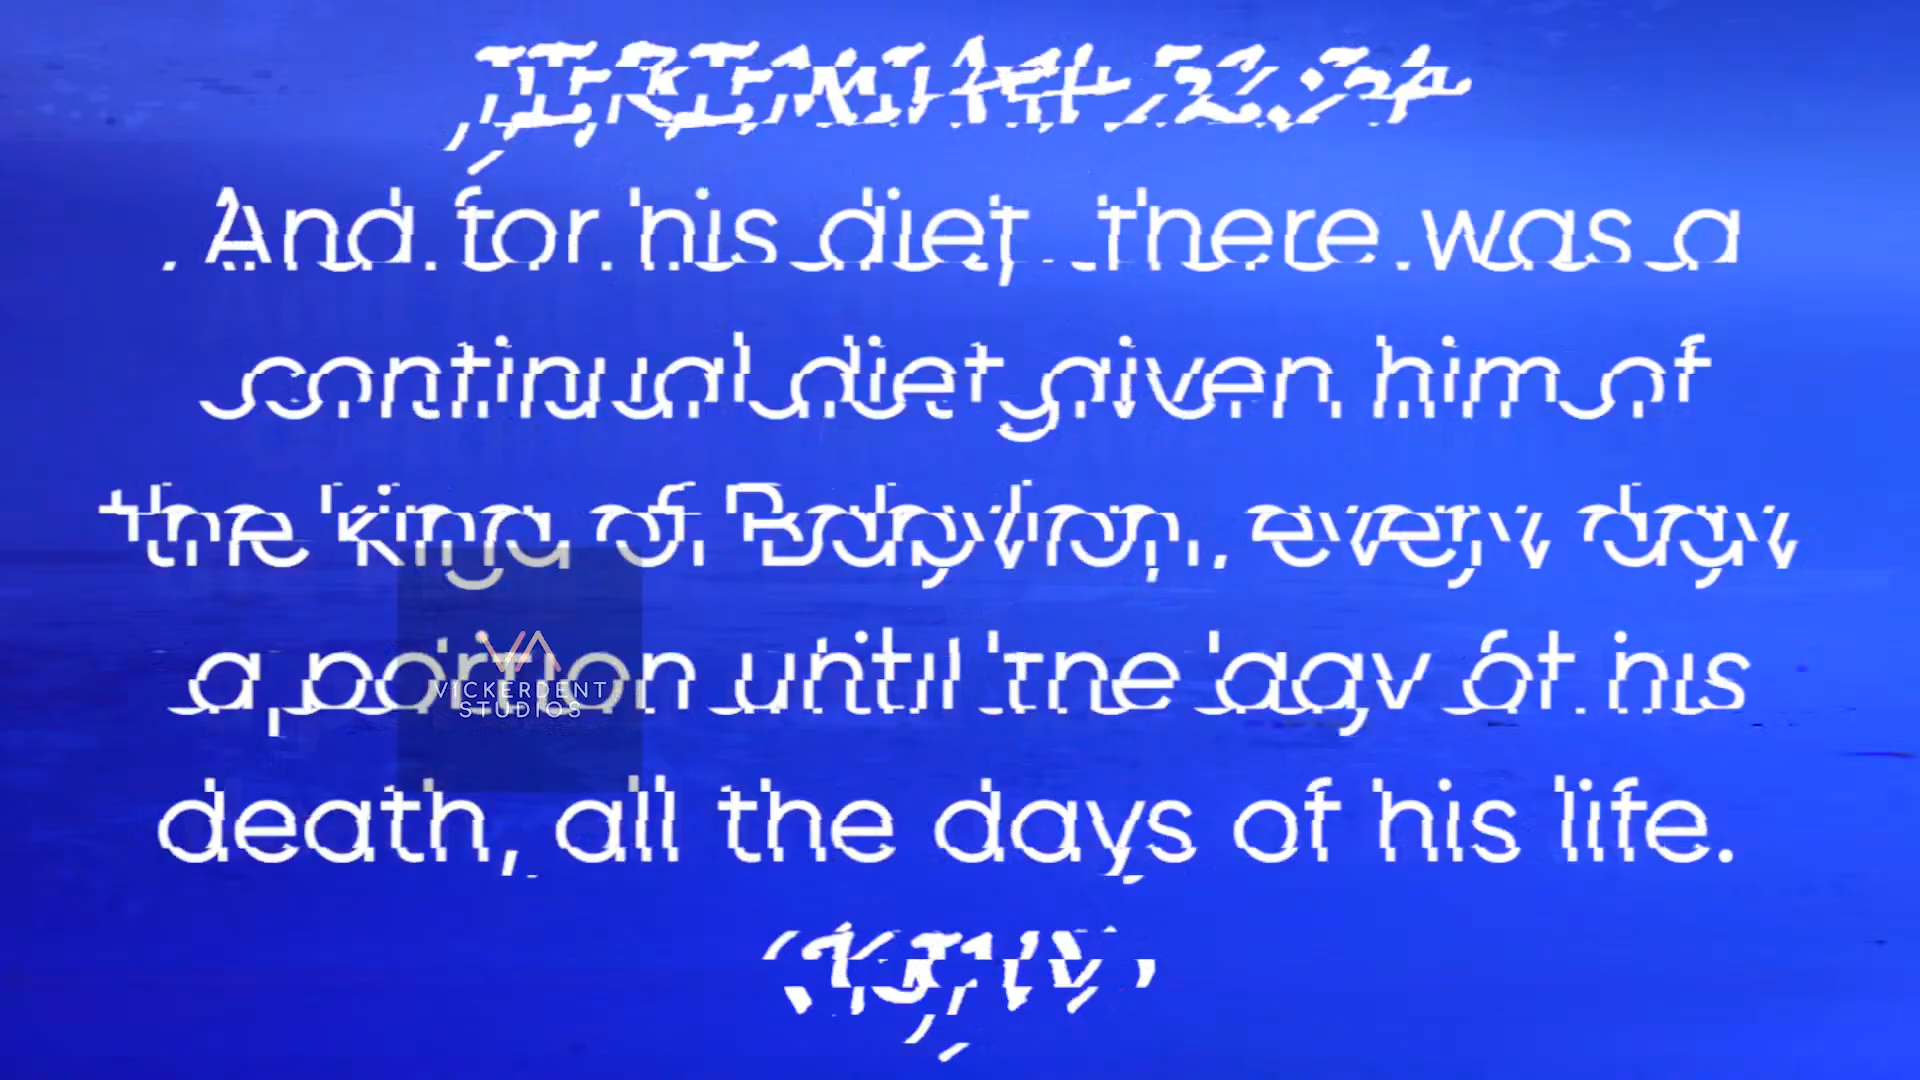 JEREMIAH 52:34
And for his diet, there was a
continual diet given him of
the king of Babylon, every day
a portion until the day of his
death, all the days of his life.
(KJV)
VICKERDENT
STUDIOS